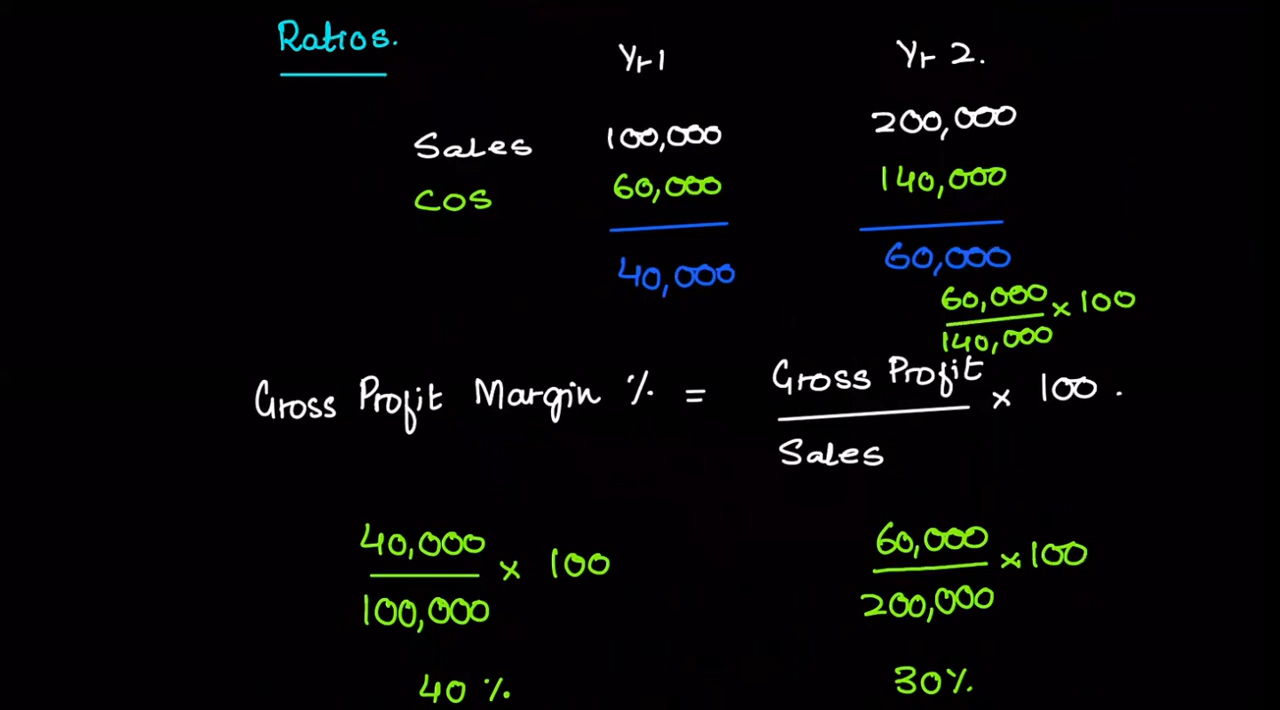 Ratios.
Yr 1 Yr 2.
Sales 100,000 200,000
COS 60,000 140,000
40,000 60,000
60,000 / 140,000 × 100
Gross Profit Margin % = Gross Profit / Sales × 100.
40,000 / 100,000 × 100 60,000 / 200,000 × 100
40% 30%